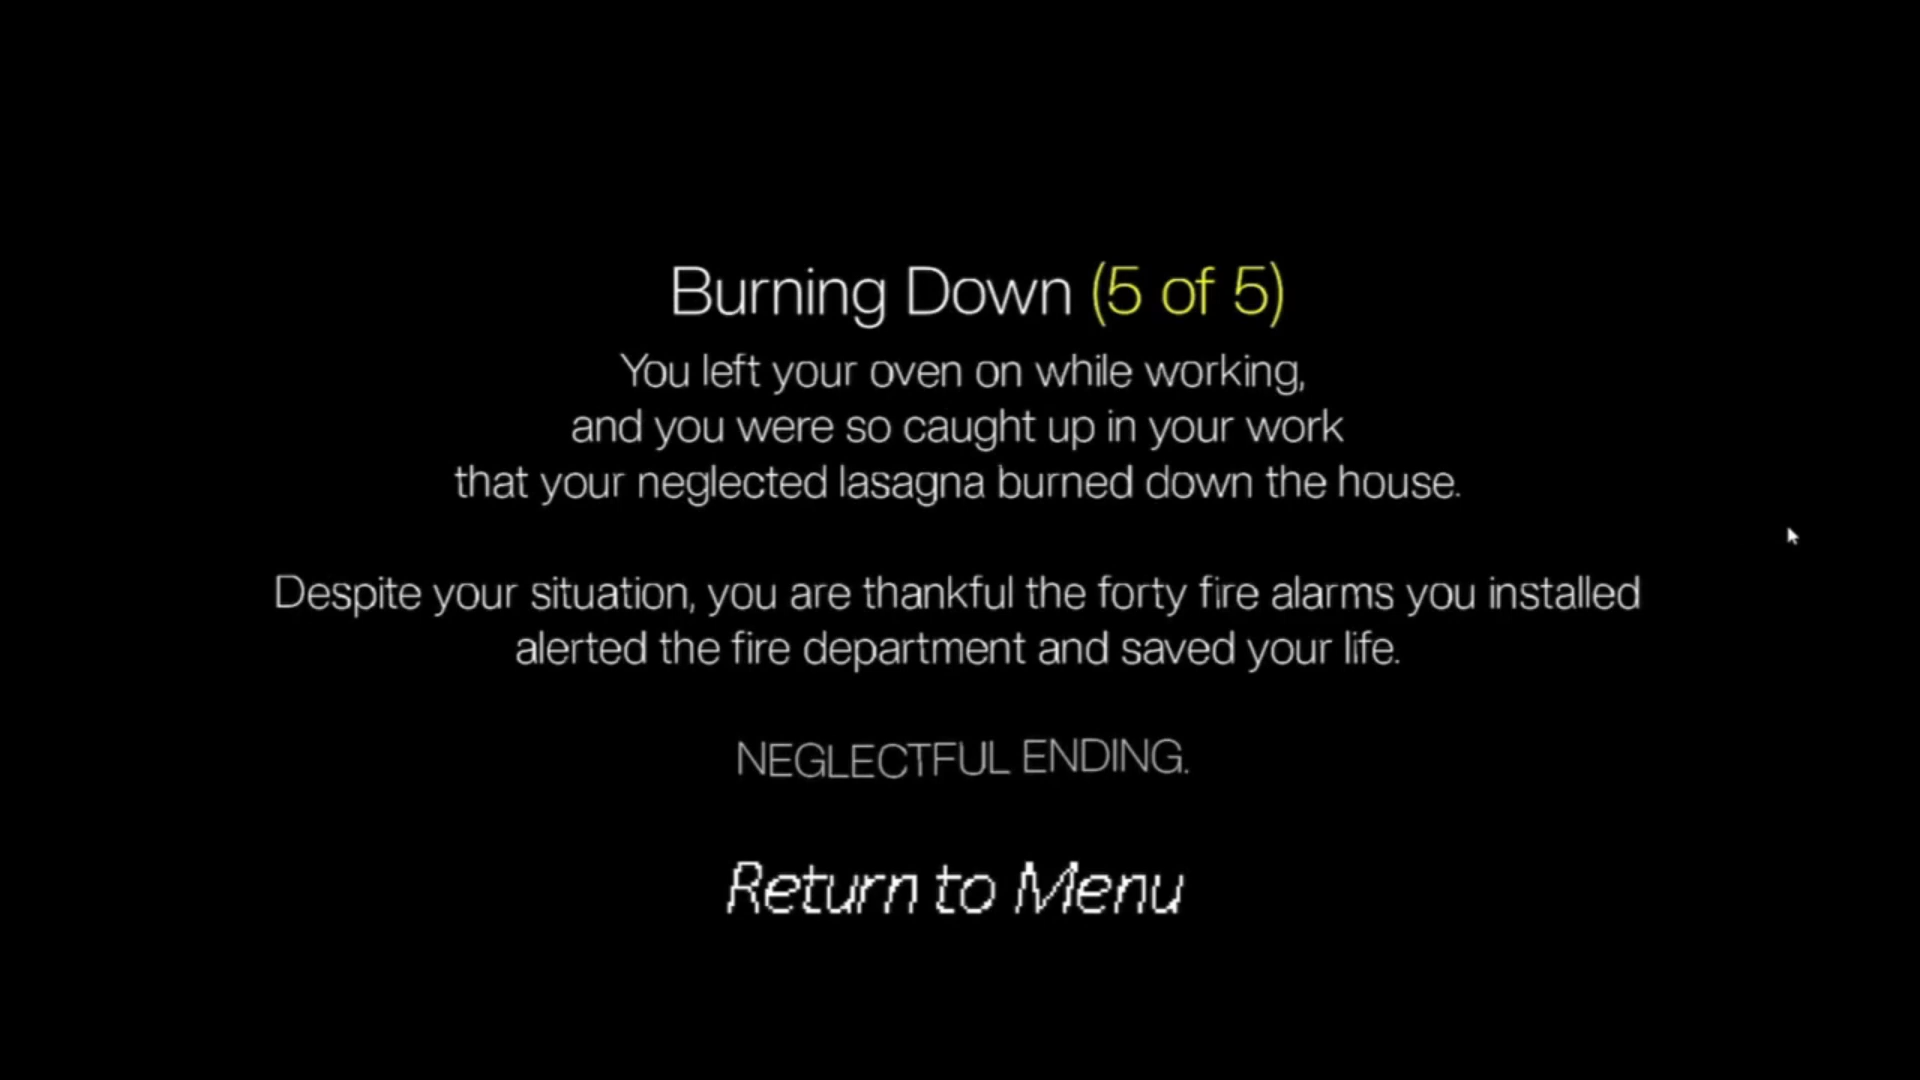 Burning Down (5 of 5)
You left your oven on while working,
and you were so caught up in your work
that your neglected lasagna burned down the house.
Despite your situation, you are thankful the forty fire alarms you installed
alerted the fire department and saved your life.
NEGLECTFUL ENDING.
Return to Menu